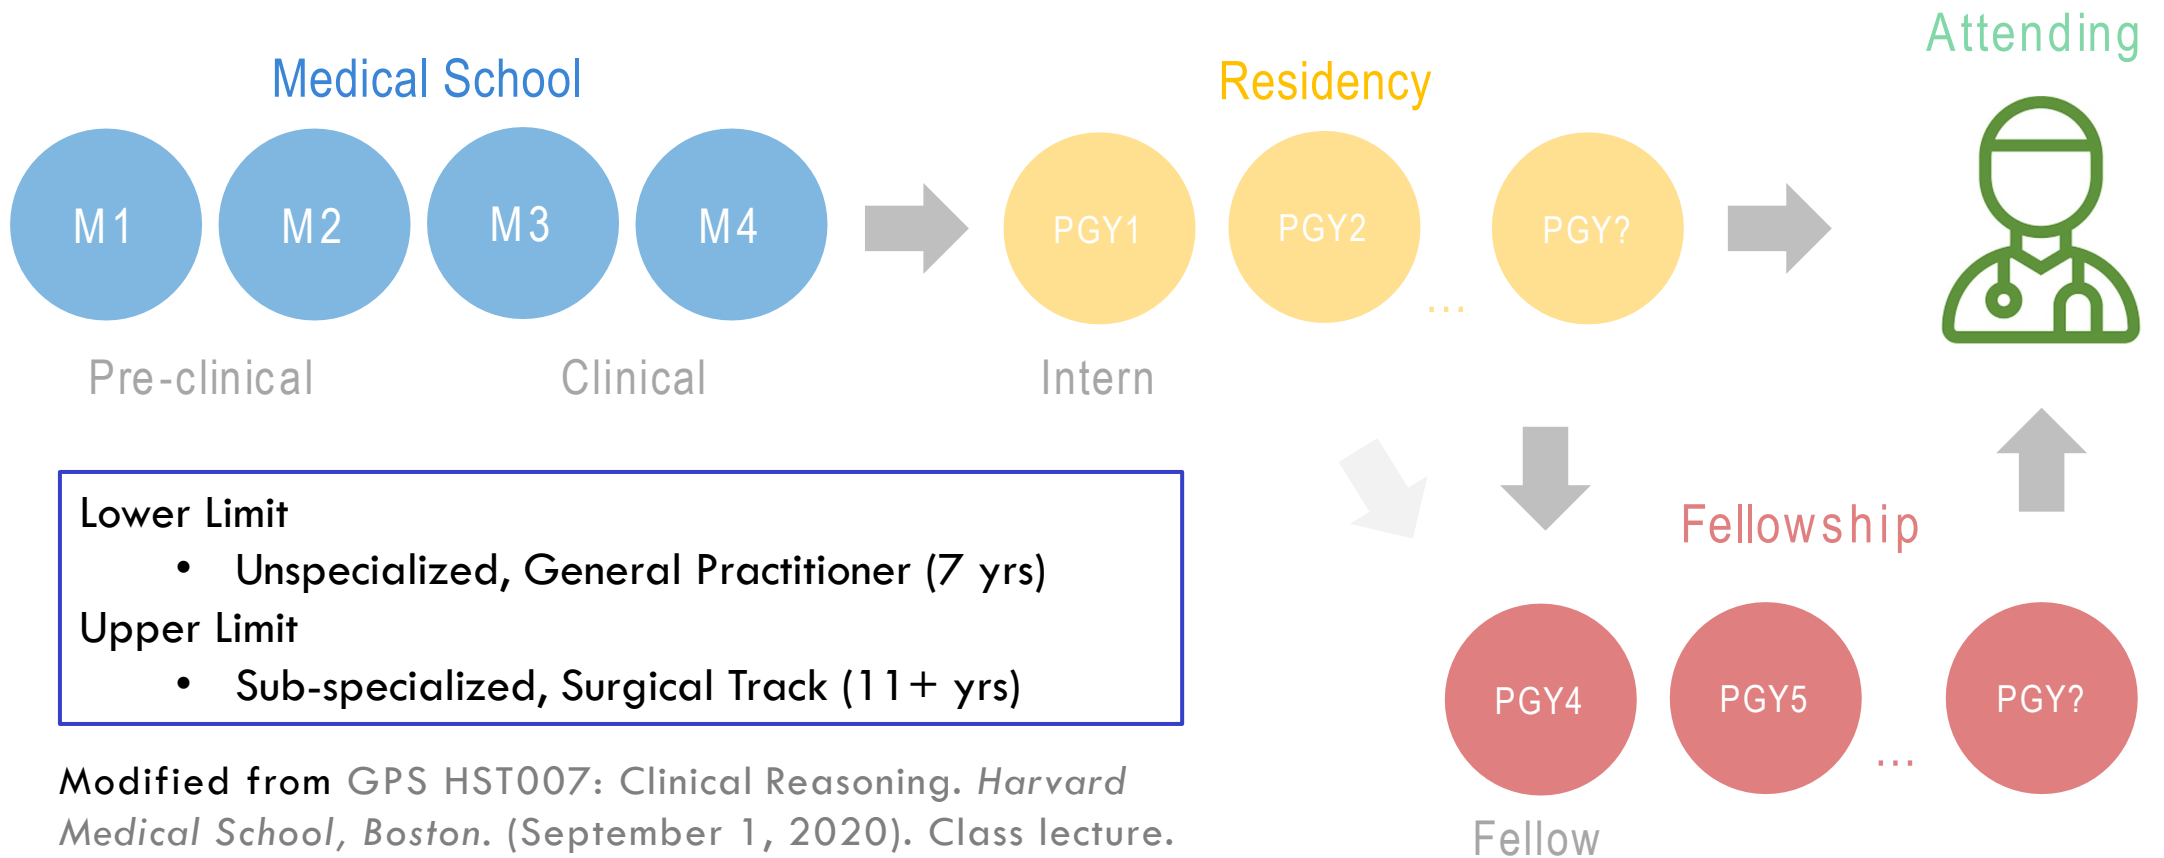 Attending
Medical School
Residency
M1 M2 M3 M4
PGY1 PGY2 ... PGY?
Pre-clinical Clinical Intern
Lower Limit
• Unspecialized, General Practitioner (7 yrs)
Upper Limit
• Sub-specialized, Surgical Track (11+ yrs)
Fellowship
PGY4 PGY5 ... PGY?
Fellow
Modified from GPS HST007: Clinical Reasoning. Harvard
Medical School, Boston. (September 1, 2020). Class lecture.